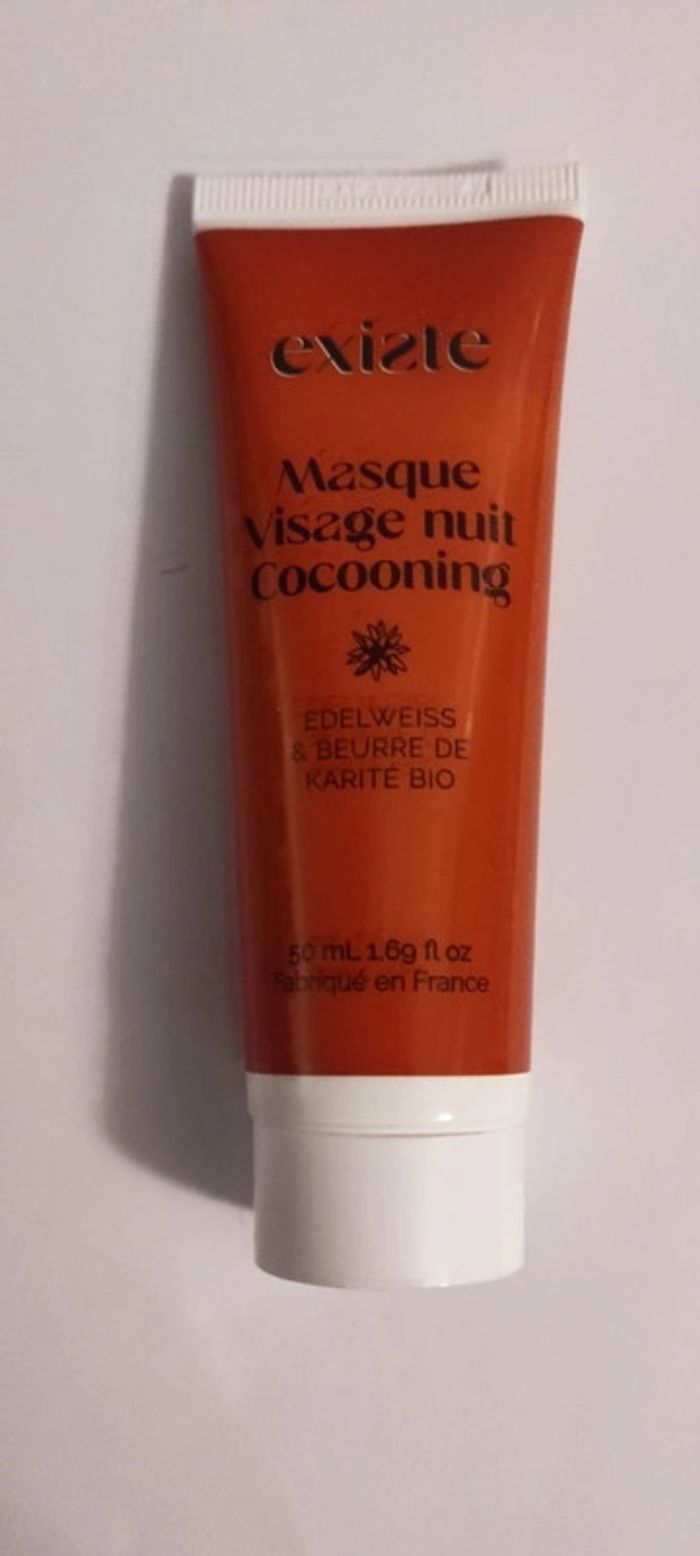 existe
Masque
Visage nuit
Cocooning
EDELWEISS
& BEURRE DE
KARITÉ BIO
50 mL 1,69 fl oz
Fabriqué en France